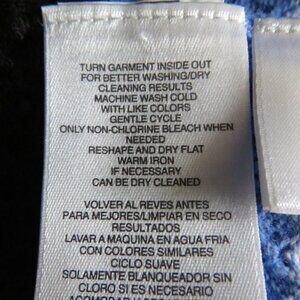 TURN GARMENT INSIDE OUT
FOR BETTER WASHING/DRY
CLEANING RESULTS
MACHINE WASH COLD
WITH LIKE COLORS
GENTLE CYCLE
ONLY NON-CHLORINE BLEACH WHEN
NEEDED
RESHAPE AND DRY FLAT
WARM IRON
IF NECESSARY
CAN BE DRY CLEANED
VOLVER AL REVES ANTES
PARA MEJORES/LIMPIAR EN SECO
RESULTADOS
LAVAR A MAQUINA EN AGUA FRIA
CON COLORES SIMILARES
CICLO SUAVE
SOLAMENTE BLANQUEADOR SIN
CLORO SI ES NECESARIO